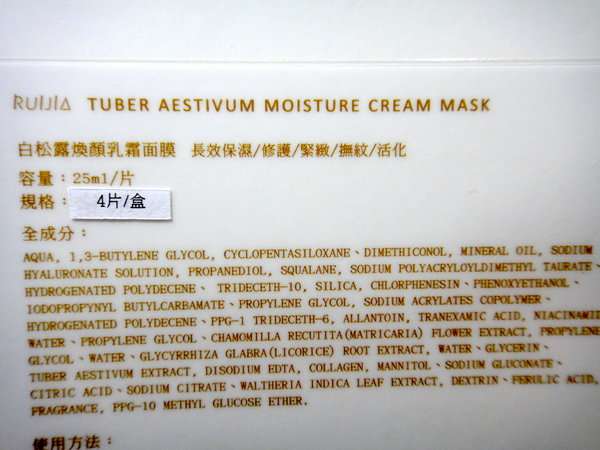 RUIJIA TUBER AESTIVUM MOISTURE CREAM MASK
白松露煥顏乳霜面膜 長效保濕/修護/緊緻/撫紋/活化
容量：25ml/片
規格： 4片/盒
全成分：
AQUA, 1,3-BUTYLENE GLYCOL, CYCLOPENTASILOXANE、DIMETHICONOL, MINERAL OIL, SODIUM
HYALURONATE SOLUTION, PROPANEDIOL, SQUALANE, SODIUM POLYACRYLOYLDIMETHYL TAURATE、
HYDROGENATED POLYDECENE、 TRIDECETH-10, SILICA, CHLORPHENESIN、PHENOXYETHANOL、
IODOPROPYNYL BUTYLCARBAMATE、PROPYLENE GLYCOL, SODIUM ACRYLATES COPOLYMER、
HYDROGENATED POLYDECENE、PPG-1 TRIDECETH-6, ALLANTOIN, TRANEXAMIC ACID, NIACINAMID
WATER、PROPYLENE GLYCOL、CHAMOMILLA RECUTITA(MATRICARIA) FLOWER EXTRACT, PROPYLENE
GLYCOL、WATER、GLYCYRRHIZA GLABRA(LICORICE) ROOT EXTRACT, WATER、GLYCERIN、
TUBER AESTIVUM EXTRACT, DISODIUM EDTA, COLLAGEN, MANNITOL、SODIUM GLUCONATE、
CITRIC ACID、SODIUM CITRATE、WALTHERIA INDICA LEAF EXTRACT, DEXTRIN、FERULIC ACID,
FRAGRANCE, PPG-10 METHYL GLUCOSE ETHER.
使用方法：